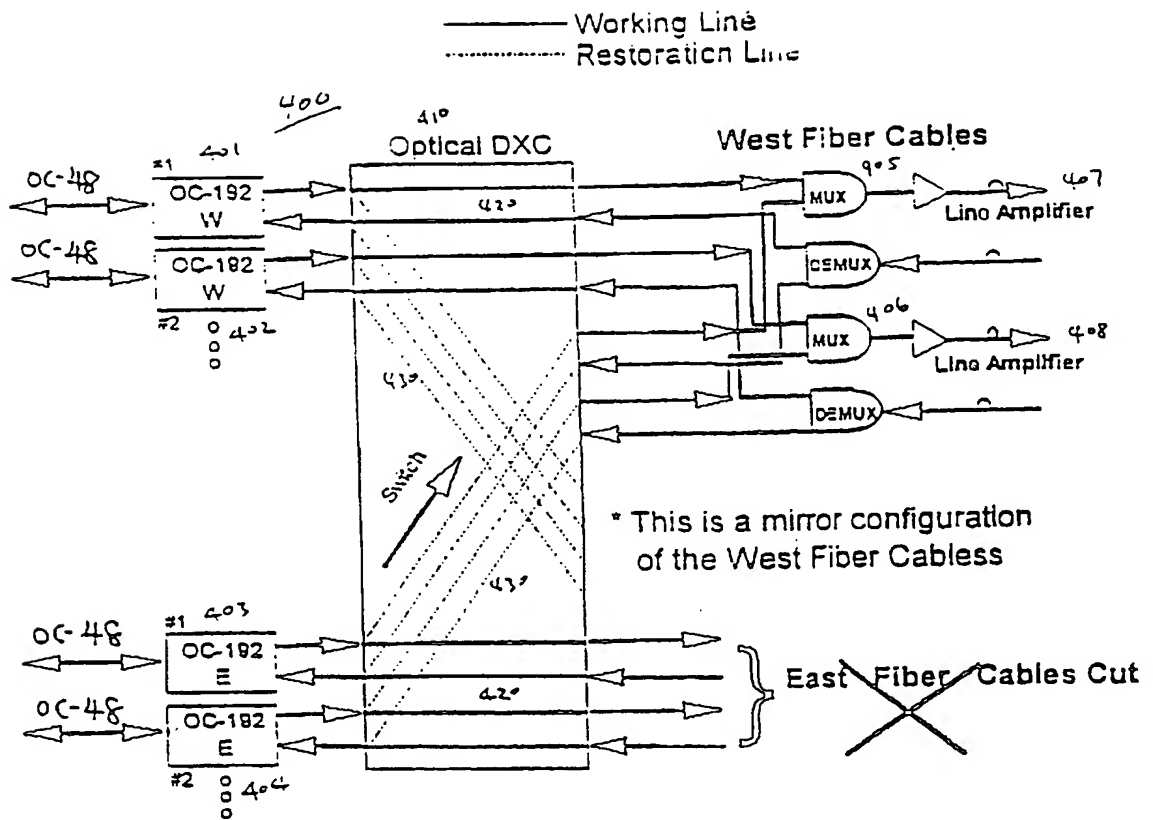 Working Line
Restoration Line
400
410
Optical DXC
West Fiber Cables
#1 401
405
OC-48
OC-192
W
420
MUX
407
Line Amplifier
OC-48
OC-192
W
DEMUX
#2 402
406
MUX
408
Line Amplifier
430
DEMUX
Switch
* This is a mirror configuration
of the West Fiber Cabless
430
#1 403
OC-48
OC-192
E
East Fiber Cables Cut
OC-48
OC-192
E
420
#2 404